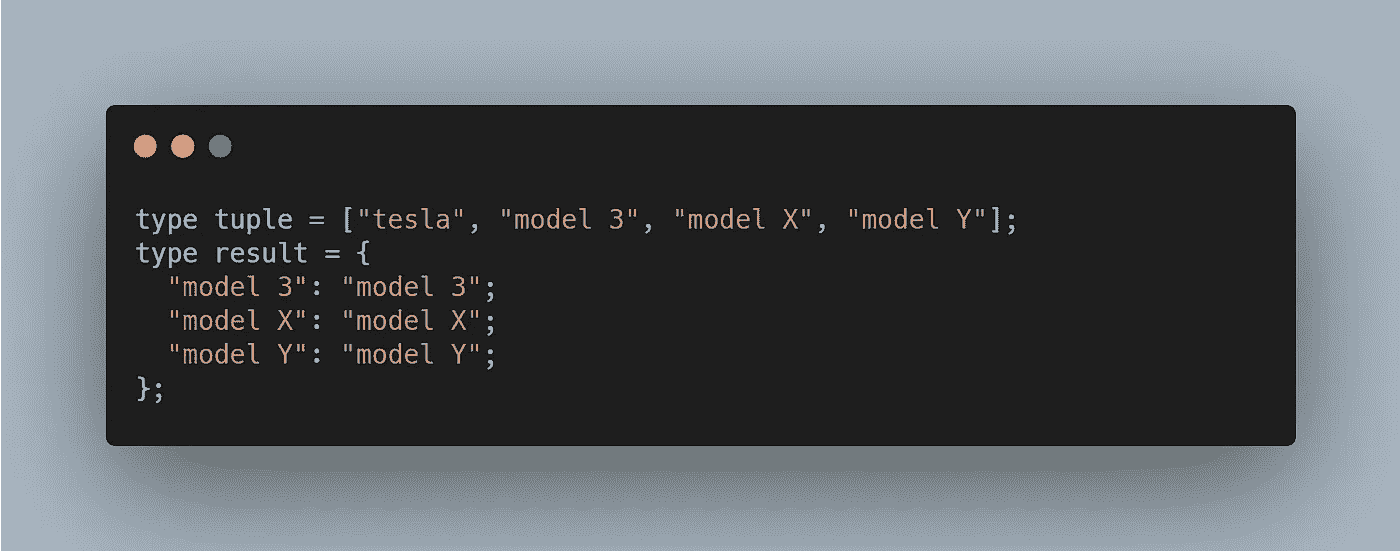 type tuple = ["tesla", "model 3", "model X", "model Y"];
type result = {
  "model 3": "model 3";
  "model X": "model X";
  "model Y": "model Y";
};